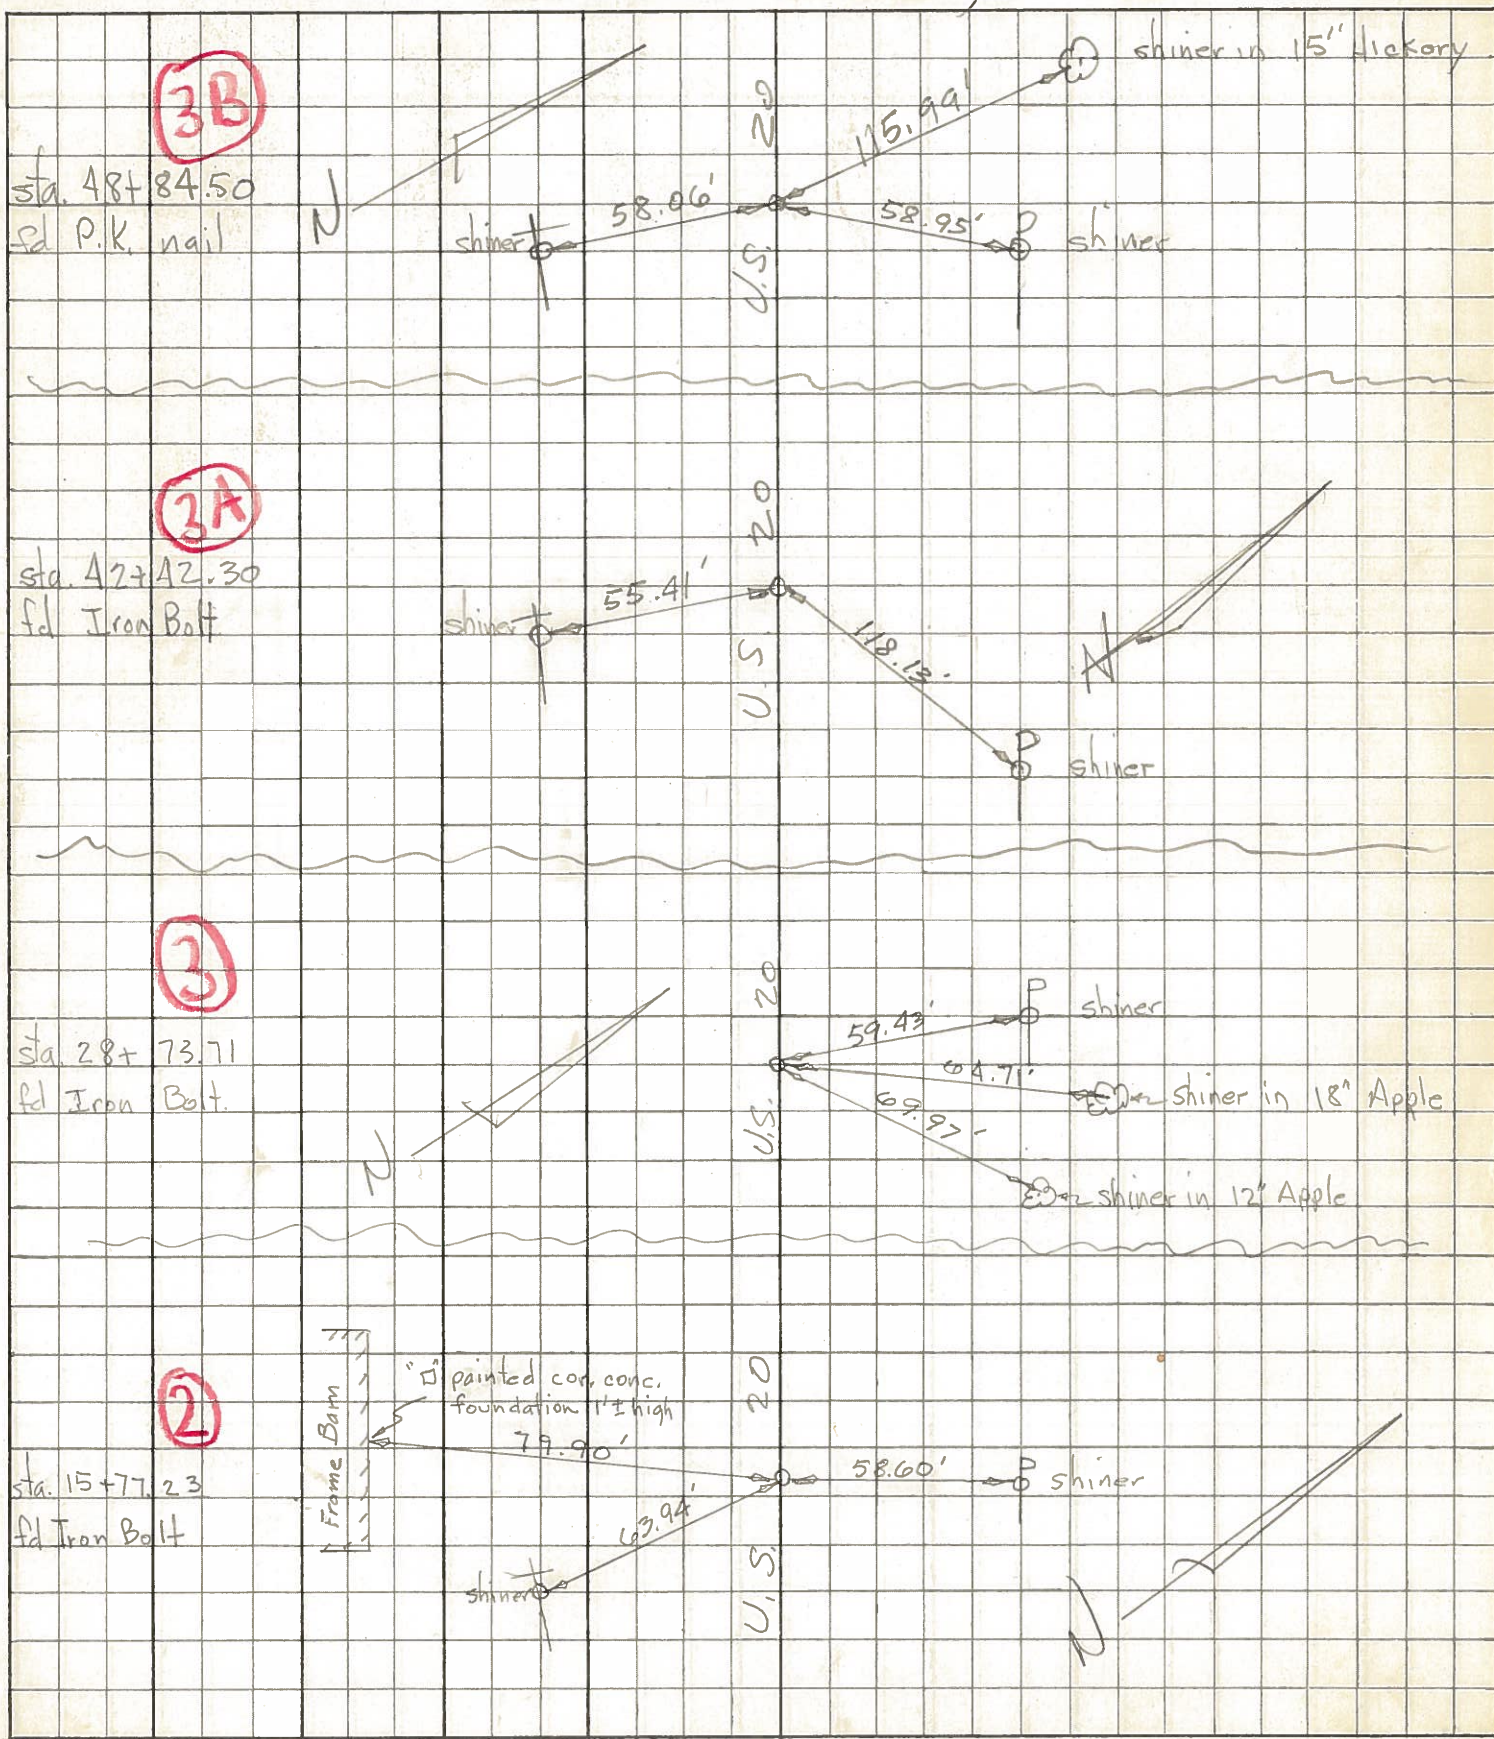 3B
shiner in 15" Hickory
115.99'
sta. 48+84.50
fd P.K. nail
N
58.06'
58.95'
U.S. 20
shiner
P
shiner
3A
sta. 42+42.30
fd Iron Bolt
shiner
55.41'
U.S. 20
118.13'
P
shiner
N
3
sta. 28+73.71
fd Iron Bolt.
N
U.S. 20
59.43'
P
shiner
64.71'
shiner in 18" Apple
69.97'
shiner in 12" Apple
2
sta. 15+77.23
fd Iron Bolt
Frame Barn
"□" painted cor. conc.
foundation 1'± high
79.90'
63.94'
shiner
U.S. 20
58.60'
P
shiner
N